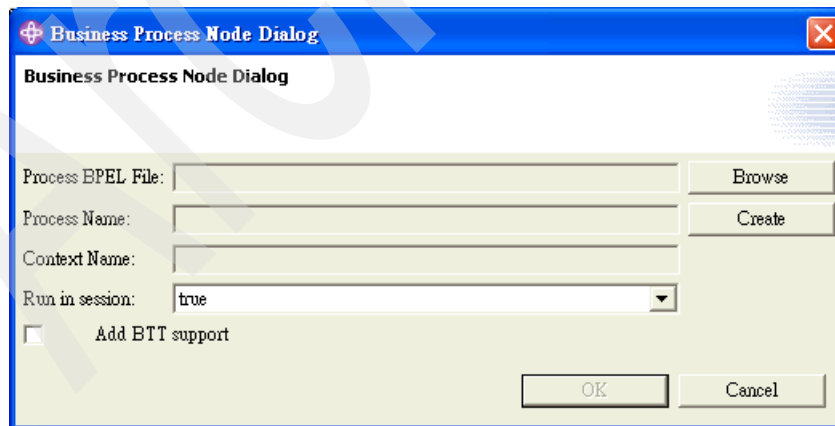 Business Process Node Dialog
Business Process Node Dialog
Process BPEL File:
Browse
Process Name:
Create
Context Name:
Run in session:
true
Add BTT support
OK
Cancel